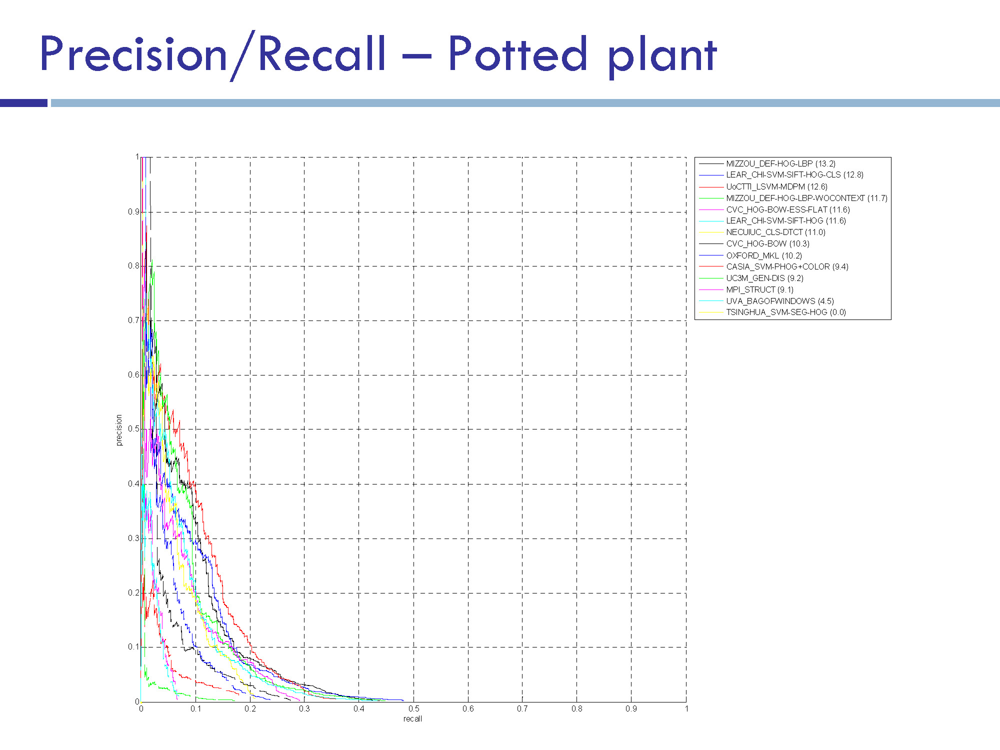 Precision/Recall – Potted plant
1
0.9
0.8
0.7
0.6
0.5
0.4
0.3
0.2
0.1
0
precision
0 0.1 0.2 0.3 0.4 0.5 0.6 0.7 0.8 0.9 1
recall
MIZZOU_DEF-HOG-LBP (13.2)
LEAR_CHI-SVM-SIFT-HOG-CLS (12.8)
UoCTTI_LSVM-MDPM (12.6)
MIZZOU_DEF-HOG-LBP-WOCONTEXT (11.7)
CVC_HOG-BOW-ESS-FLAT (11.6)
LEAR_CHI-SVM-SIFT-HOG (11.6)
NECUIUC_CLS-DTCT (11.0)
CVC_HOG-BOW (10.3)
OXFORD_MKL (10.2)
CASIA_SVM-PHOG+COLOR (9.4)
UC3M_GEN-DIS (9.2)
MPI_STRUCT (9.1)
UVA_BAGOFWINDOWS (4.5)
TSINGHUA_SVM-SEG-HOG (0.0)